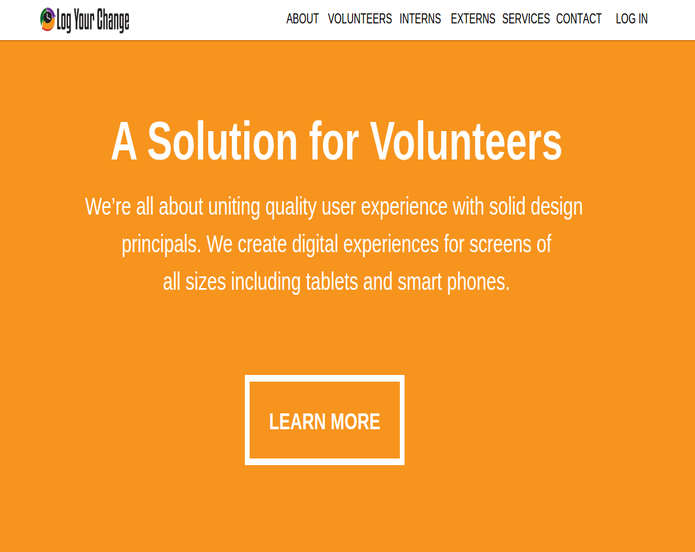 Log Your Change
ABOUT VOLUNTEERS INTERNS EXTERNS SERVICES CONTACT LOG IN
A Solution for Volunteers
We’re all about uniting quality user experience with solid design
principals. We create digital experiences for screens of
all sizes including tablets and smart phones.
LEARN MORE